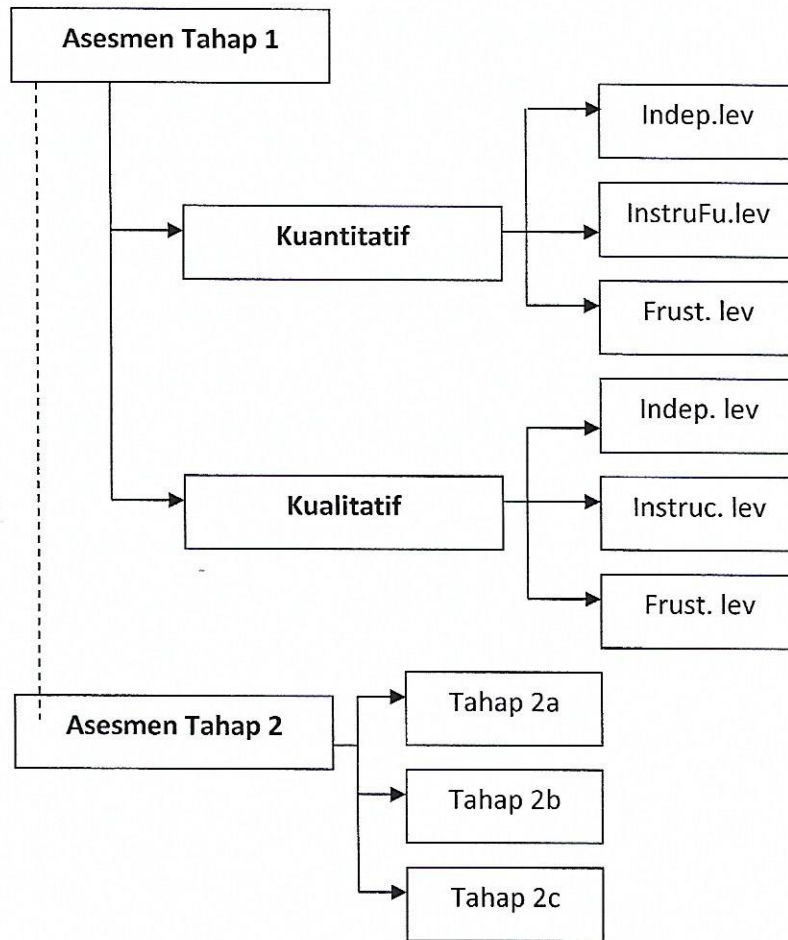 Asesmen Tahap 1
Indep.lev
Kuantitatif
InstruFu.lev
Frust. lev
Indep. lev
Kualitatif
Instruc. lev
Frust. lev
Asesmen Tahap 2
Tahap 2a
Tahap 2b
Tahap 2c